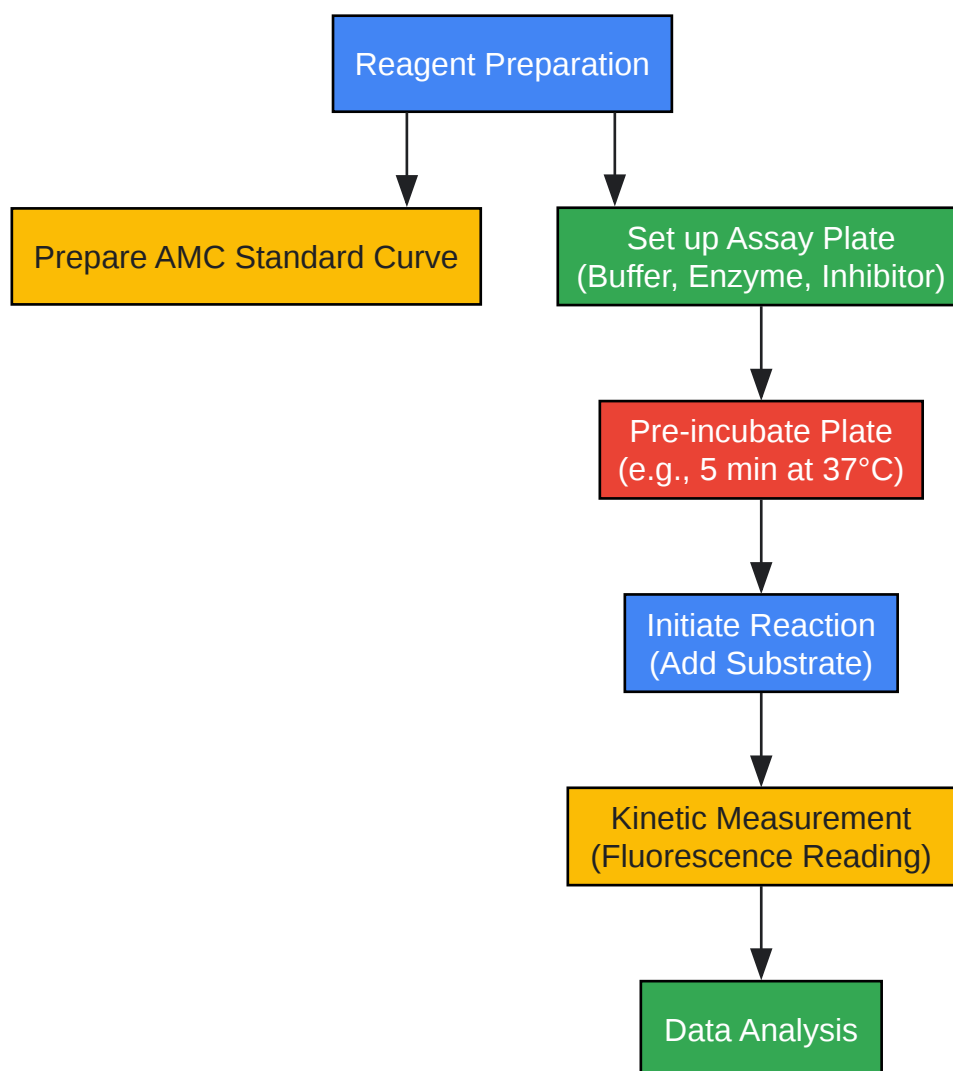 Reagent Preparation
Prepare AMC Standard Curve
Set up Assay Plate
(Buffer, Enzyme, Inhibitor)
Pre-incubate Plate
(e.g., 5 min at 37°C)
Initiate Reaction
(Add Substrate)
Kinetic Measurement
(Fluorescence Reading)
Data Analysis